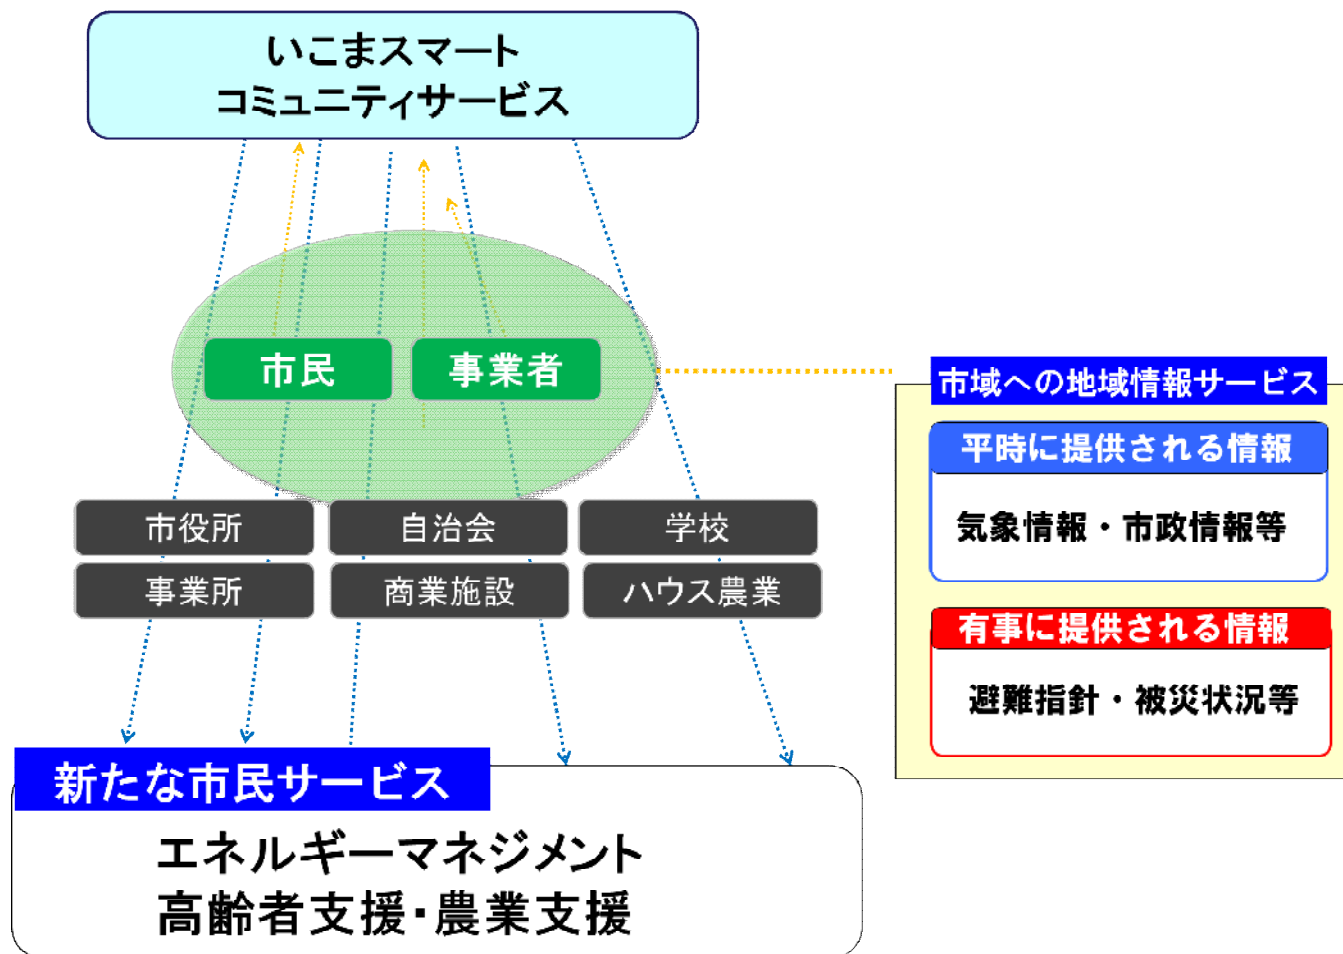 いこまスマート
コミュニティサービス
市民
事業者
市役所
自治会
学校
事業所
商業施設
ハウス農業
新たな市民サービス
エネルギーマネジメント
高齢者支援・農業支援
市域への地域情報サービス
平時に提供される情報
気象情報・市政情報等
有事に提供される情報
避難指針・被災状況等